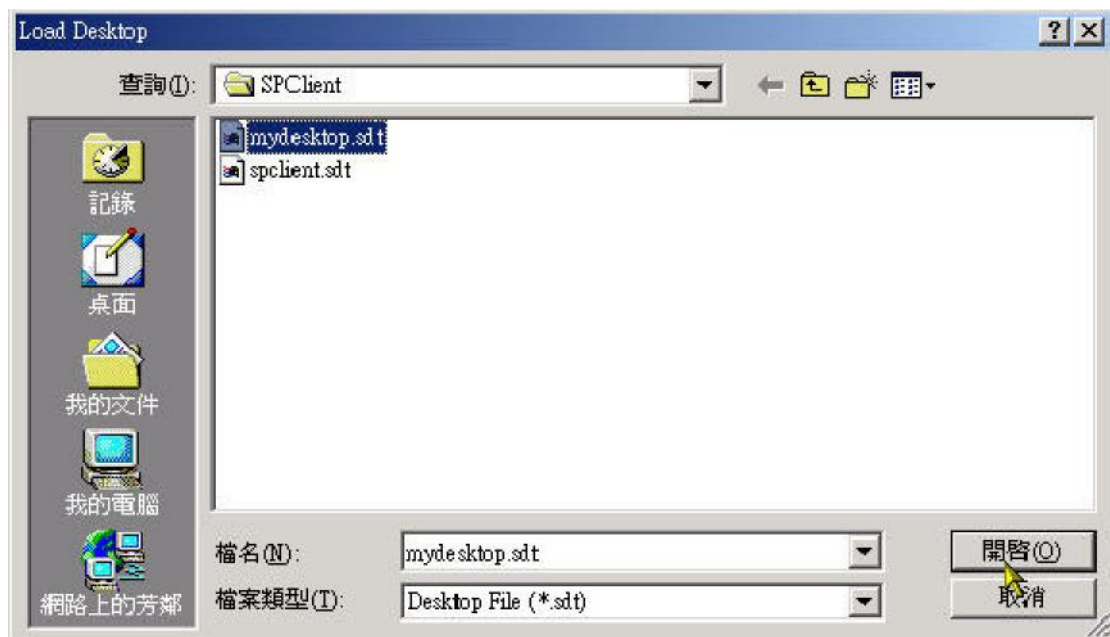 Load Desktop
查詢(I):
SPClient
mydesktop.sdt
spclient.sdt
記錄
桌面
我的文件
我的電腦
網路上的芳鄰
檔名(N):
mydesktop.sdt
開啓(O)
檔案類型(T):
Desktop File (*.sdt)
取消